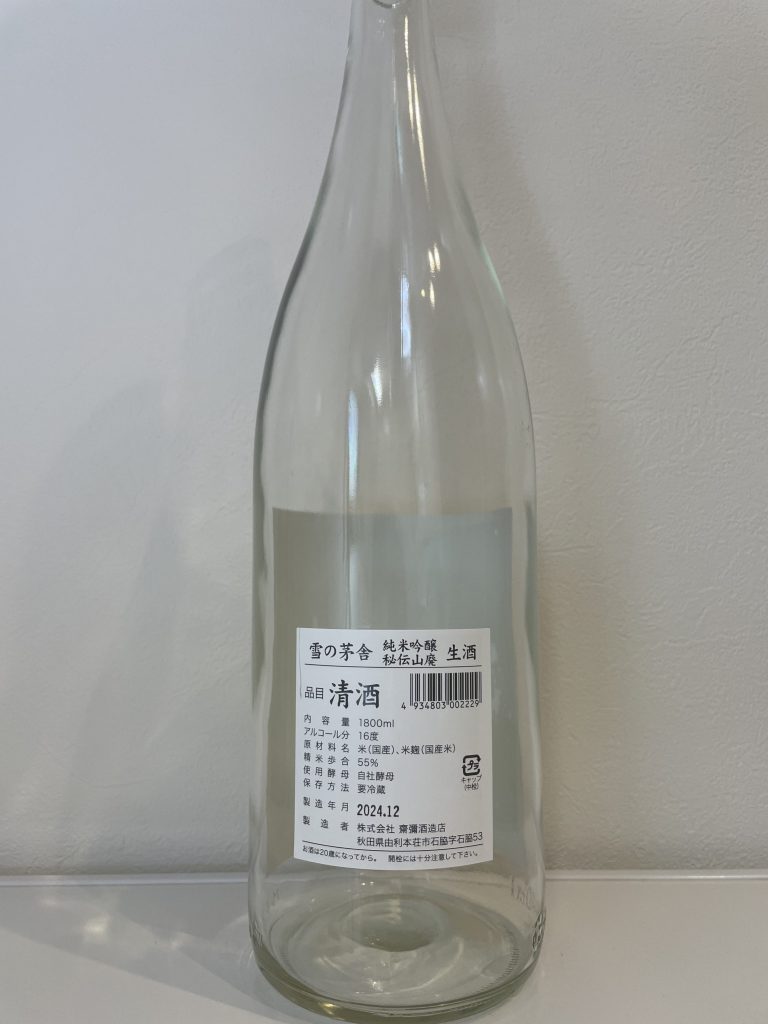 雪の茅舎 純米吟醸 生酒
秘伝山廃
品目 清酒
4 934803 002229
内容量 1800ml
アルコール分 16度
原材料名 米(国産)、米麹(国産米)
精米歩合 55%
使用酵母 自社酵母
保存方法 要冷蔵
プラ
キャップ
(中栓)
製造年月 2024.12
製造者 株式会社 齋彌酒造店
秋田県由利本荘市石脇字石脇53
お酒は20歳になってから。 開栓には十分注意して下さい。